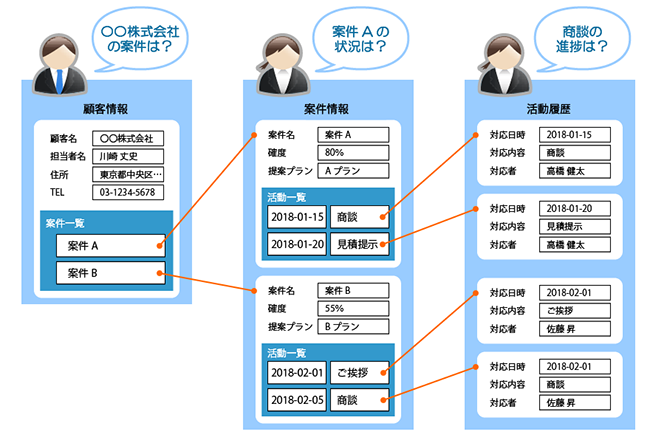 〇〇株式会社
の案件は？
案件Aの
状況は？
商談の
進捗は？
顧客情報
顧客名 〇〇株式会社
担当者名 川崎 丈史
住所 東京都中央区…
TEL 03-1234-5678
案件一覧
案件 A
案件 B
案件情報
案件名 案件 A
確度 80%
提案プラン A プラン
活動一覧
2018-01-15 商談
2018-01-20 見積提示
案件名 案件 B
確度 55%
提案プラン B プラン
活動一覧
2018-02-01 ご挨拶
2018-02-05 商談
活動履歴
対応日時 2018-01-15
対応内容 商談
対応者 高橋 健太
対応日時 2018-01-20
対応内容 見積提示
対応者 高橋 健太
対応日時 2018-02-01
対応内容 ご挨拶
対応者 佐藤 昇
対応日時 2018-02-01
対応内容 商談
対応者 佐藤 昇